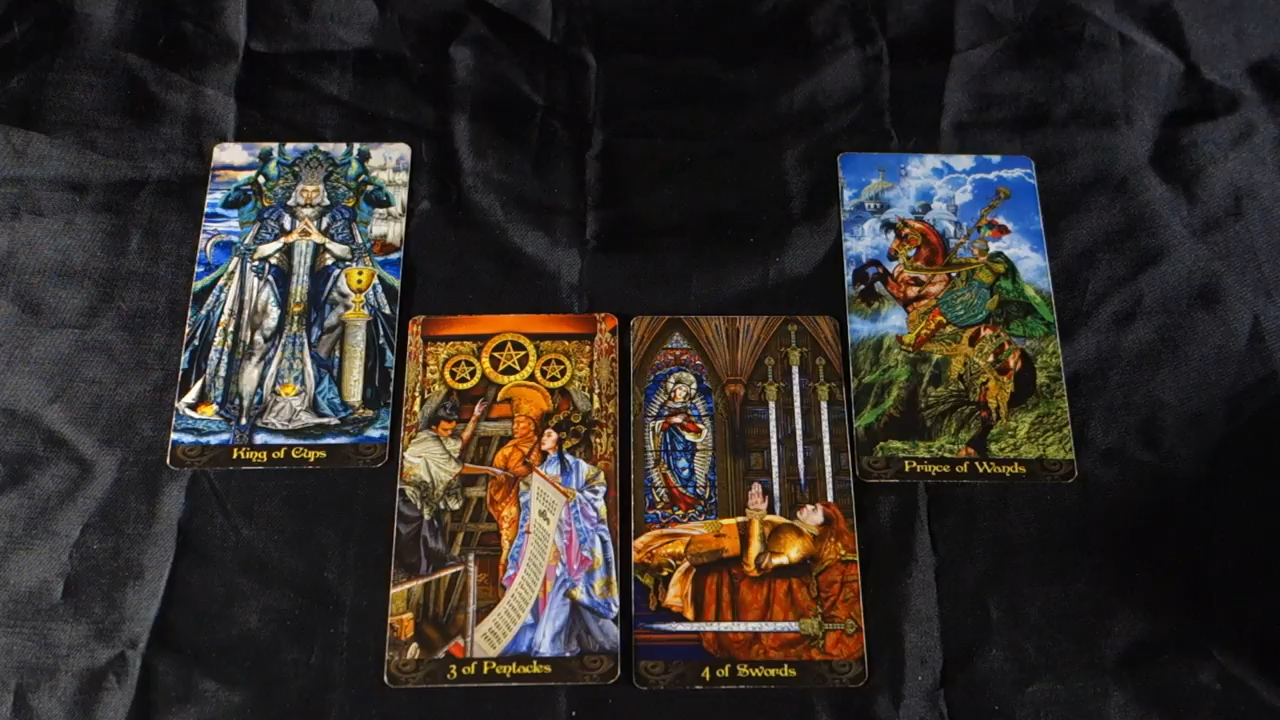 King of Cups
3 of Pentacles
4 of Swords
Prince of Wands